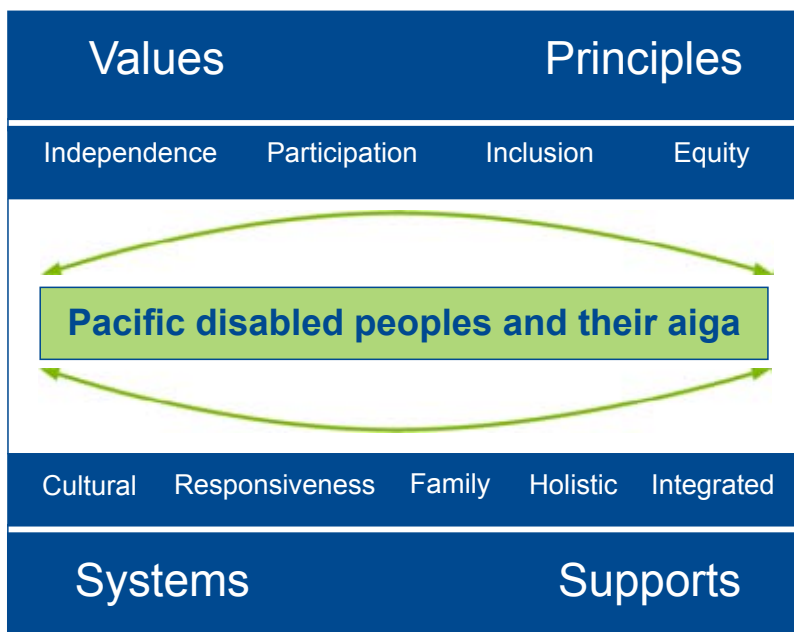 Values Principles
Independence Participation Inclusion Equity
Pacific disabled peoples and their aiga
Cultural Responsiveness Family Holistic Integrated
Systems Supports